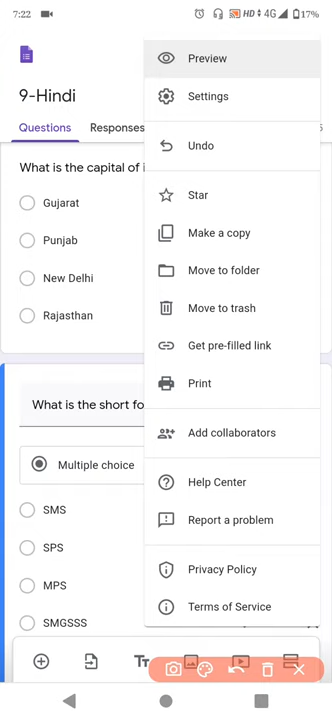 7:22
HD 4G 17%
9-Hindi
Preview
Settings
Questions
Responses
Undo
What is the capital of i
Gujarat
Star
Punjab
Make a copy
New Delhi
Move to folder
Rajasthan
Move to trash
Get pre-filled link
Print
What is the short fo
Add collaborators
Multiple choice
Help Center
SMS
Report a problem
SPS
Privacy Policy
MPS
Terms of Service
SMGSSS
Tт